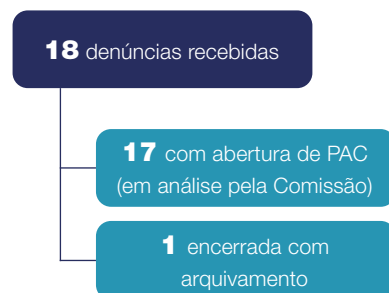 18 denúncias recebidas
17 com abertura de PAC
(em análise pela Comissão)
1 encerrada com
arquivamento